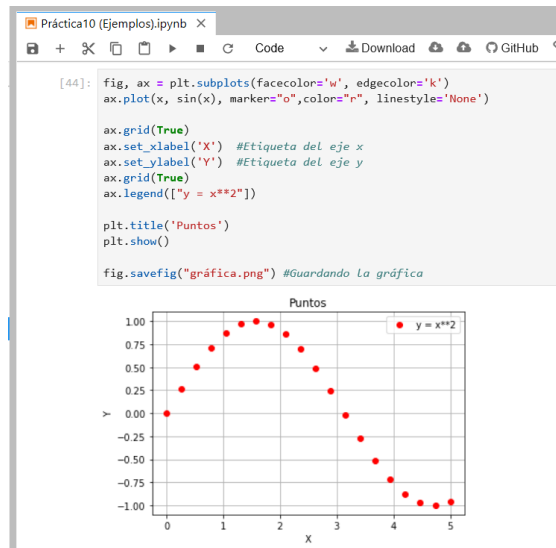 Práctica10 (Ejemplos).ipynb
Code
Download
GitHub
[44]:
fig, ax = plt.subplots(facecolor='w', edgecolor='k')
ax.plot(x, sin(x), marker="o",color="r", linestyle='None')
ax.grid(True)
ax.set_xlabel('X')  #Etiqueta del eje x
ax.set_ylabel('Y')  #Etiqueta del eje y
ax.grid(True)
ax.legend(["y = x**2"])
plt.title('Puntos')
plt.show()
fig.savefig("gráfica.png") #Guardando la gráfica
Puntos
y = x**2
1.00
0.75
0.50
0.25
0.00
−0.25
−0.50
−0.75
−1.00
Y
0 1 2 3 4 5
X